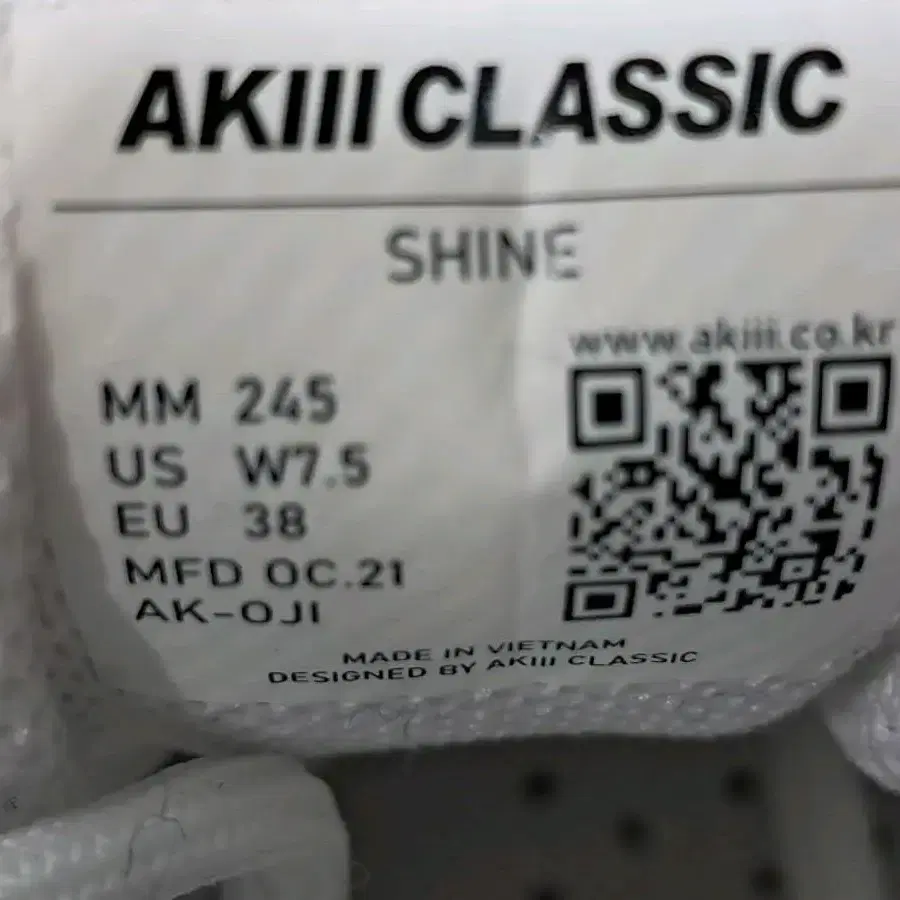 AKIII CLASSIC
SHINE
www.akiii.co.kr
MM 245
US W7.5
EU 38
MFD OC.21
AK-OJI
MADE IN VIETNAM
DESIGNED BY AKIII CLASSIC